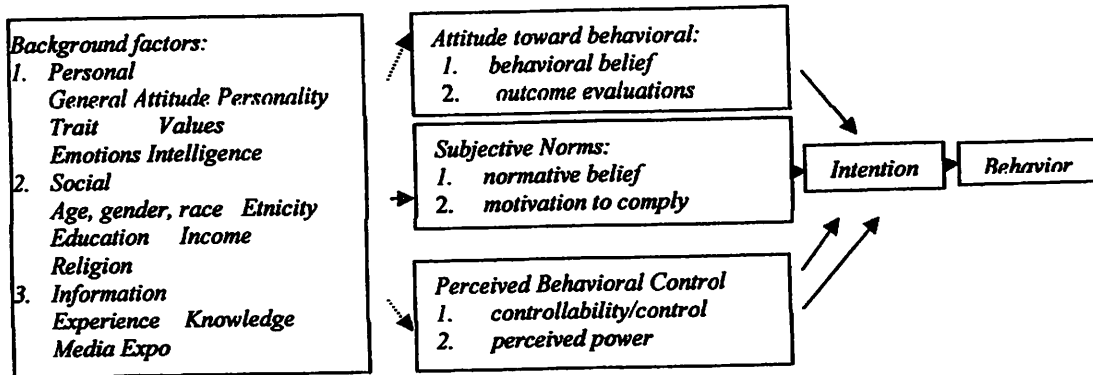 Background factors:
1. Personal
General Attitude Personality
Trait Values
Emotions Intelligence
2. Social
Age, gender, race Etnicity
Education Income
Religion
3. Information
Experience Knowledge
Media Expo
Attitude toward behavioral:
1. behavioral belief
2. outcome evaluations
Subjective Norms:
1. normative belief
2. motivation to comply
Perceived Behavioral Control
1. controllability/control
2. perceived power
Intention
Behavior